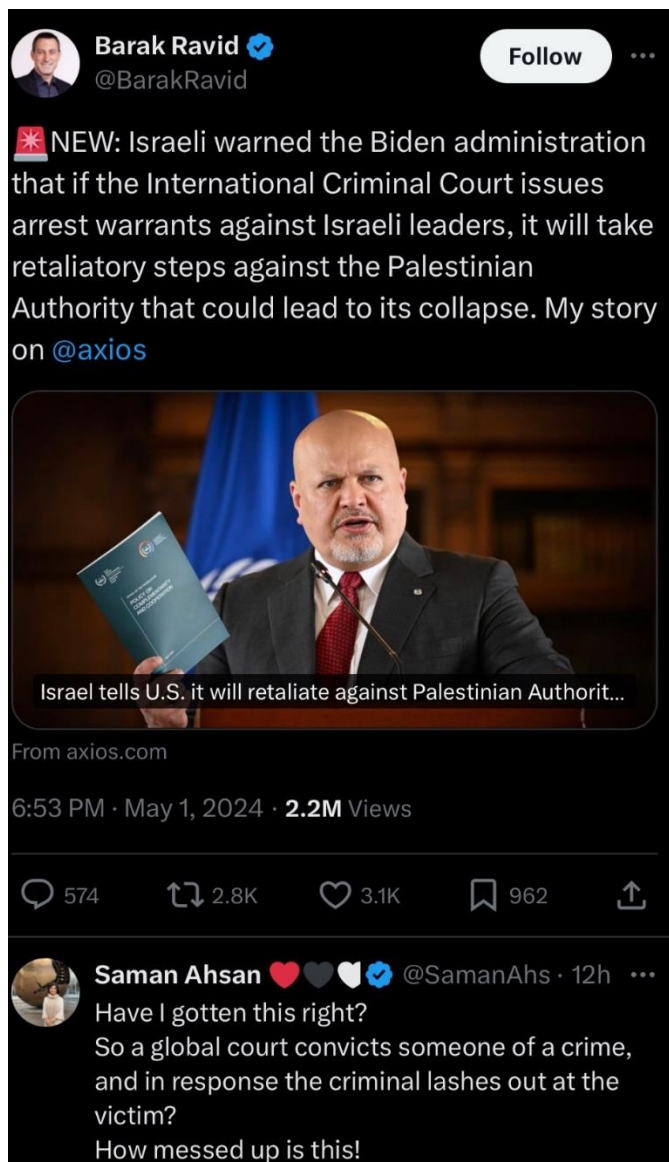 Barak Ravid
@BarakRavid
Follow
🚨NEW: Israeli warned the Biden administration
that if the International Criminal Court issues
arrest warrants against Israeli leaders, it will take
retaliatory steps against the Palestinian
Authority that could lead to its collapse. My story
on @axios
POLICY ON
COMPLEMENTARITY
AND COOPERATION
Israel tells U.S. it will retaliate against Palestinian Authorit...
From axios.com
6:53 PM · May 1, 2024 · 2.2M Views
574 2.8K 3.1K 962
Saman Ahsan ❤️🖤🤍 @SamanAhs · 12h
Have I gotten this right?
So a global court convicts someone of a crime,
and in response the criminal lashes out at the
victim?
How messed up is this!